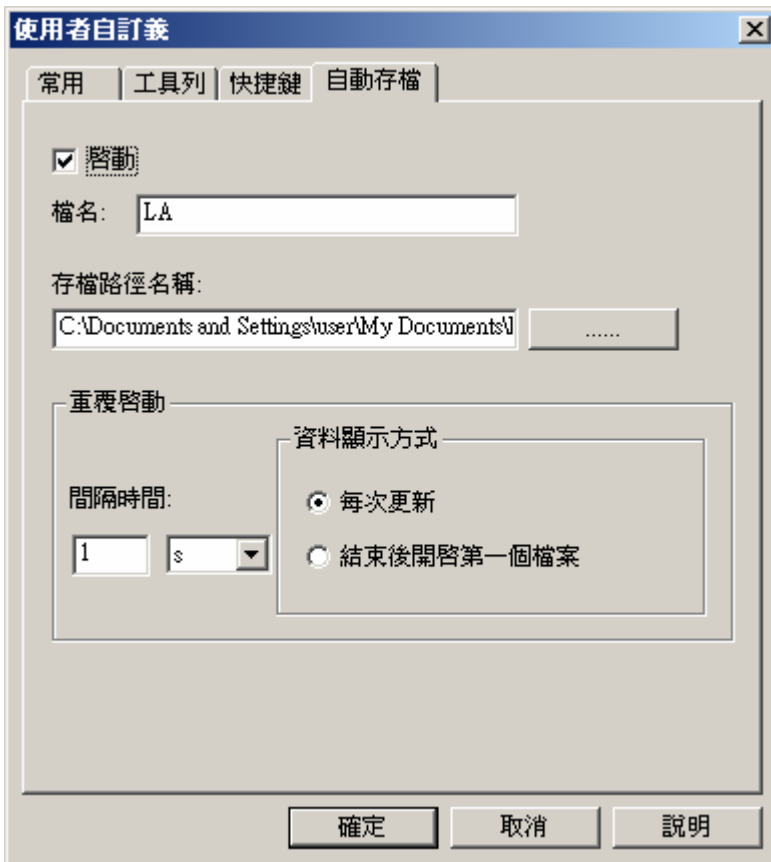 使用者自訂義
常用 工具列 快捷鍵 自動存檔
啓動
檔名: LA
存檔路徑名稱:
C:\Documents and Settings\user\My Documents\ ......
重覆啓動
資料顯示方式
間隔時間:
每次更新
1 s
結束後開啓第一個檔案
確定 取消 說明